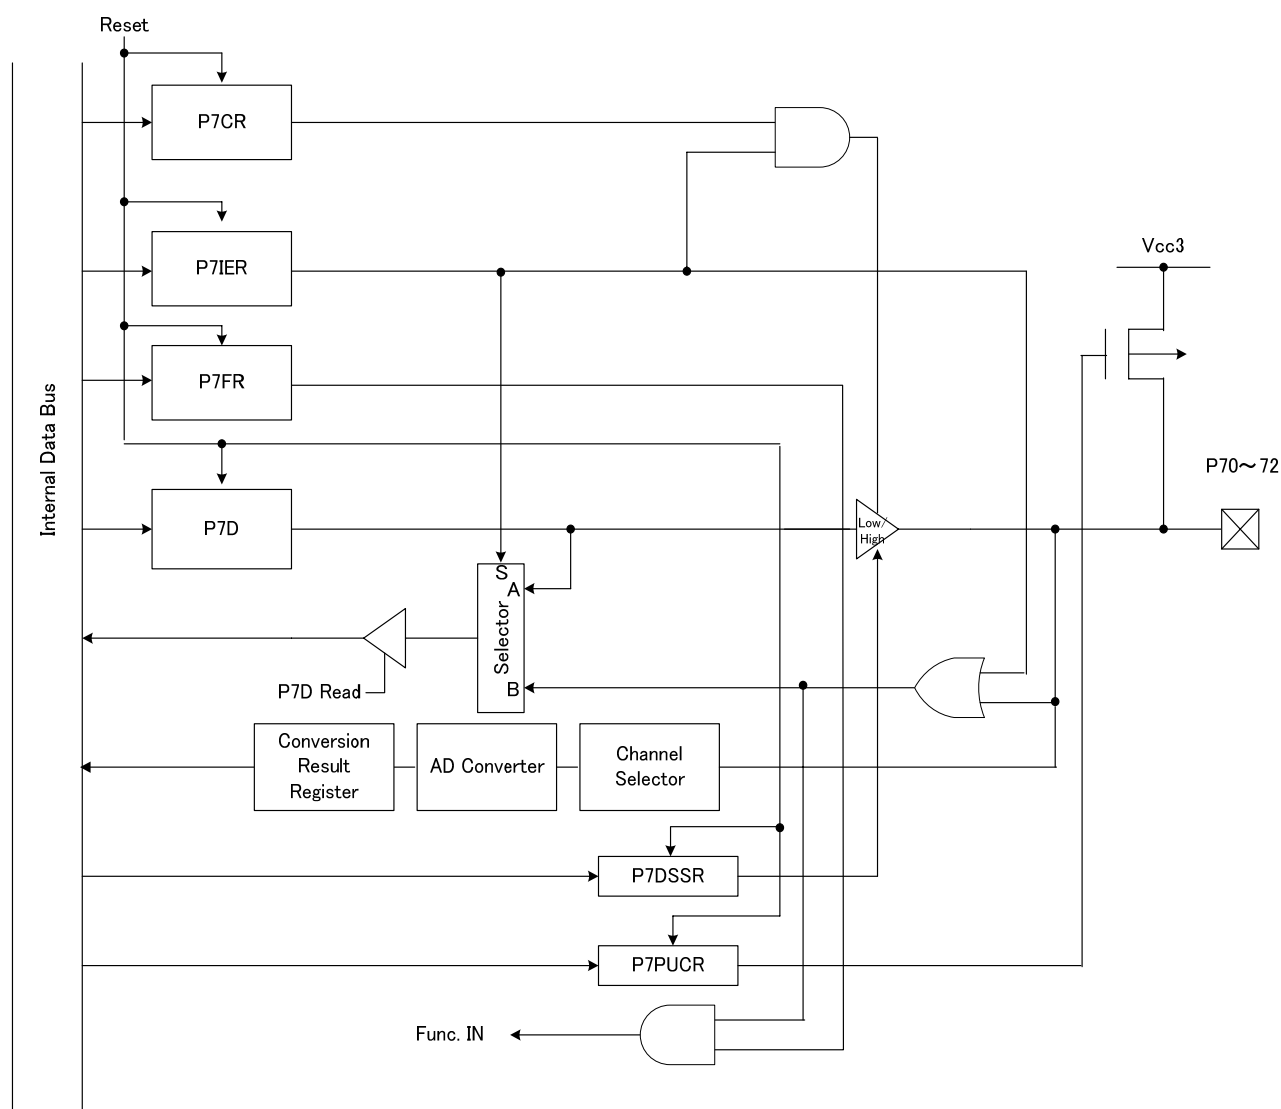 Reset
P7CR
P7IER
Vcc3
P7FR
Internal Data Bus
P70～72
P7D
Low/
High
S
A
Selector
B
P7D Read
Conversion
Result
Register
AD Converter
Channel
Selector
P7DSSR
P7PUCR
Func. IN